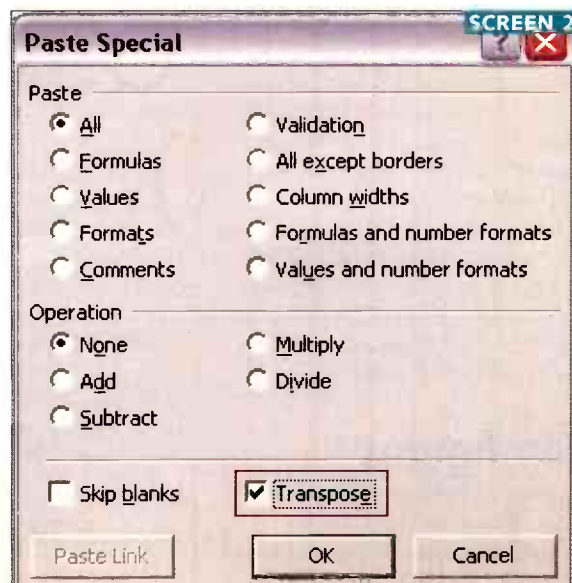 SCREEN 2
Paste Special
Paste
All
Validation
Formulas
All except borders
Values
Column widths
Formats
Formulas and number formats
Comments
Values and number formats
Operation
None
Multiply
Add
Divide
Subtract
Skip blanks
Transpose
Paste Link
OK
Cancel